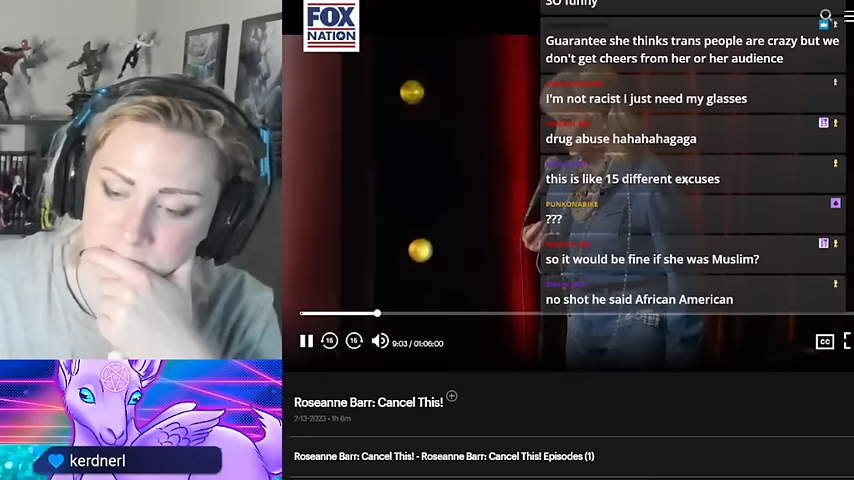 FOX
NATION
SO funny
Guarantee she thinks trans people are crazy but we
don't get cheers from her or her audience
I'm not racist I just need my glasses
drug abuse hahahahagaga
this is like 15 different excuses
PUNKONABIKE
???
so it would be fine if she was Muslim?
no shot he said African American
15
15
9:03 / 01:06:00
CC
Roseanne Barr: Cancel This!
2-13-2023 • 1h 6m
Roseanne Barr: Cancel This! - Roseanne Barr: Cancel This! Episodes (1)
kerdnerl